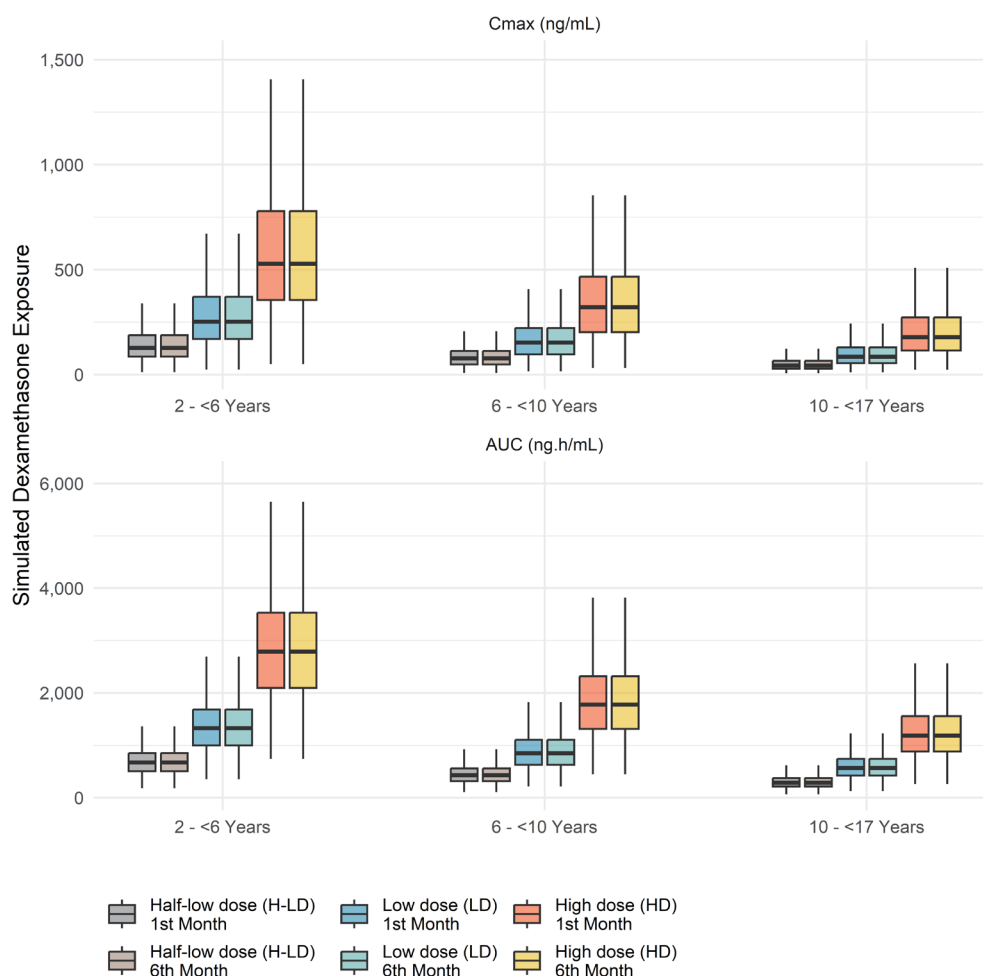 Cmax (ng/mL)
1,500
1,000
500
0
2 - <6 Years
6 - <10 Years
10 - <17 Years
Simulated Dexamethasone Exposure
AUC (ng.h/mL)
6,000
4,000
2,000
0
2 - <6 Years
6 - <10 Years
10 - <17 Years
Half-low dose (H-LD)
1st Month
Low dose (LD)
1st Month
High dose (HD)
1st Month
Half-low dose (H-LD)
6th Month
Low dose (LD)
6th Month
High dose (HD)
6th Month